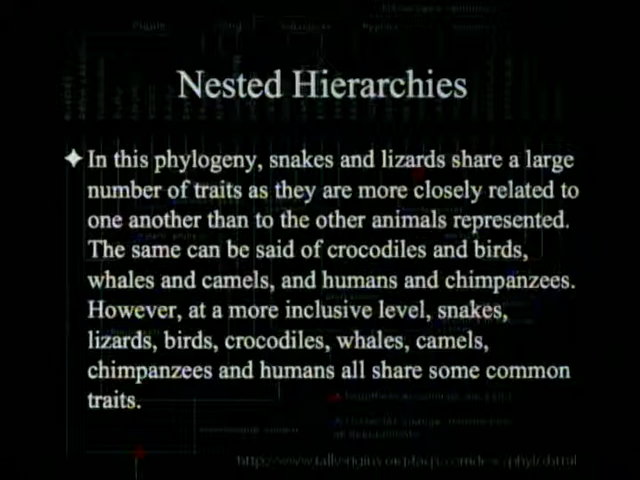 Nested Hierarchies
✦ In this phylogeny, snakes and lizards share a large
number of traits as they are more closely related to
one another than to the other animals represented.
The same can be said of crocodiles and birds,
whales and camels, and humans and chimpanzees.
However, at a more inclusive level, snakes,
lizards, birds, crocodiles, whales, camels,
chimpanzees and humans all share some common
traits.